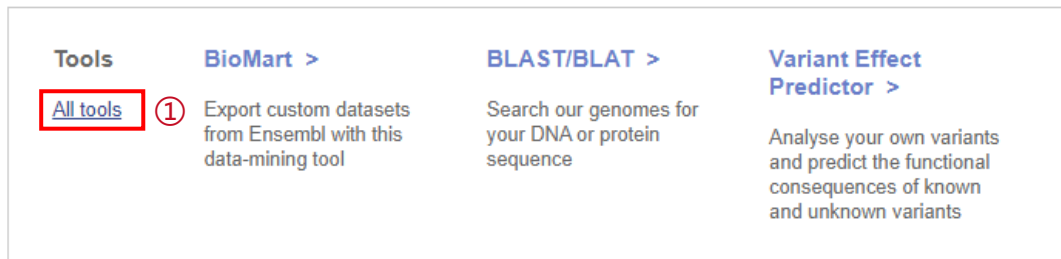 Tools
All tools ①
BioMart >
Export custom datasets
from Ensembl with this
data-mining tool
BLAST/BLAT >
Search our genomes for
your DNA or protein
sequence
Variant Effect
Predictor >
Analyse your own variants
and predict the functional
consequences of known
and unknown variants